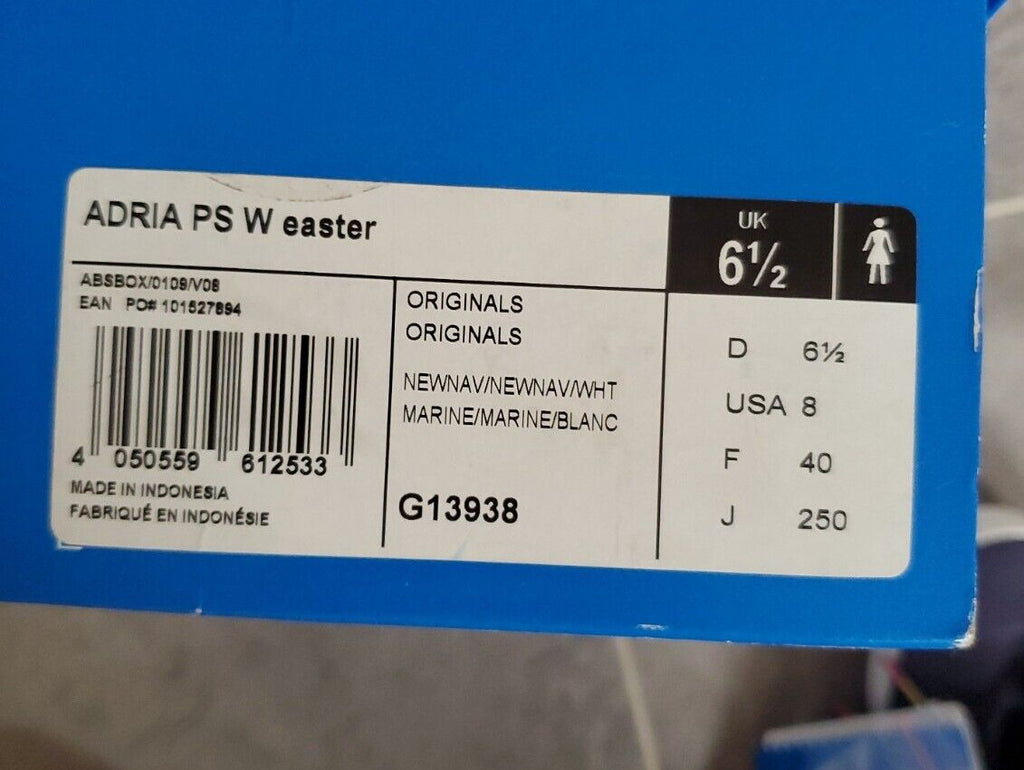 ADRIA PS W easter
UK
6½
ABSBOX/0109/V08
EAN PO# 101527894
4 050559 612533
MADE IN INDONESIA
FABRIQUÉ EN INDONÉSIE
ORIGINALS
ORIGINALS
NEWNAV/NEWNAV/WHT
MARINE/MARINE/BLANC
G13938
D 6½
USA 8
F 40
J 250